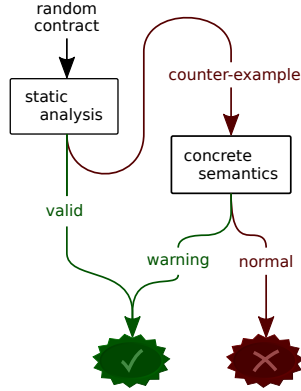 random
contract
static
analysis
counter-example
concrete
semantics
valid
warning
normal